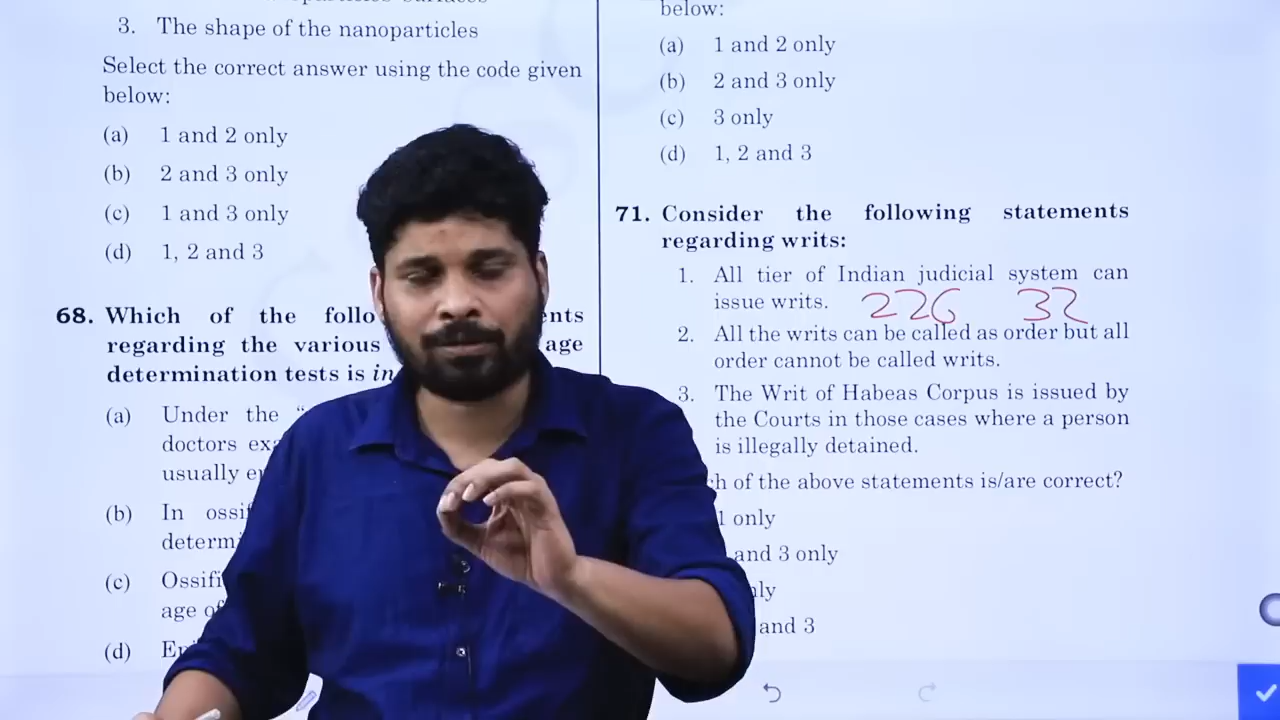 3. The shape of the nanoparticles
Select the correct answer using the code given
below:
(a) 1 and 2 only
(b) 2 and 3 only
(c) 1 and 3 only
(d) 1, 2 and 3
68. Which of the
regarding the various age
determination tests is
(a) Under the
doctors
usually
(b) In
(c)
age
(d)
below:
(a) 1 and 2 only
(b) 2 and 3 only
(c) 3 only
(d) 1, 2 and 3
71. Consider the following statements
regarding writs:
1. All tier of Indian judicial system can
issue writs. 226 32
2. All the writs can be called as order but all
order cannot be called writs.
3. The Writ of Habeas Corpus is issued by
the Courts in those cases where a person
is illegally detained.
of the above statements is/are correct?
1 only
and 3 only
and 3